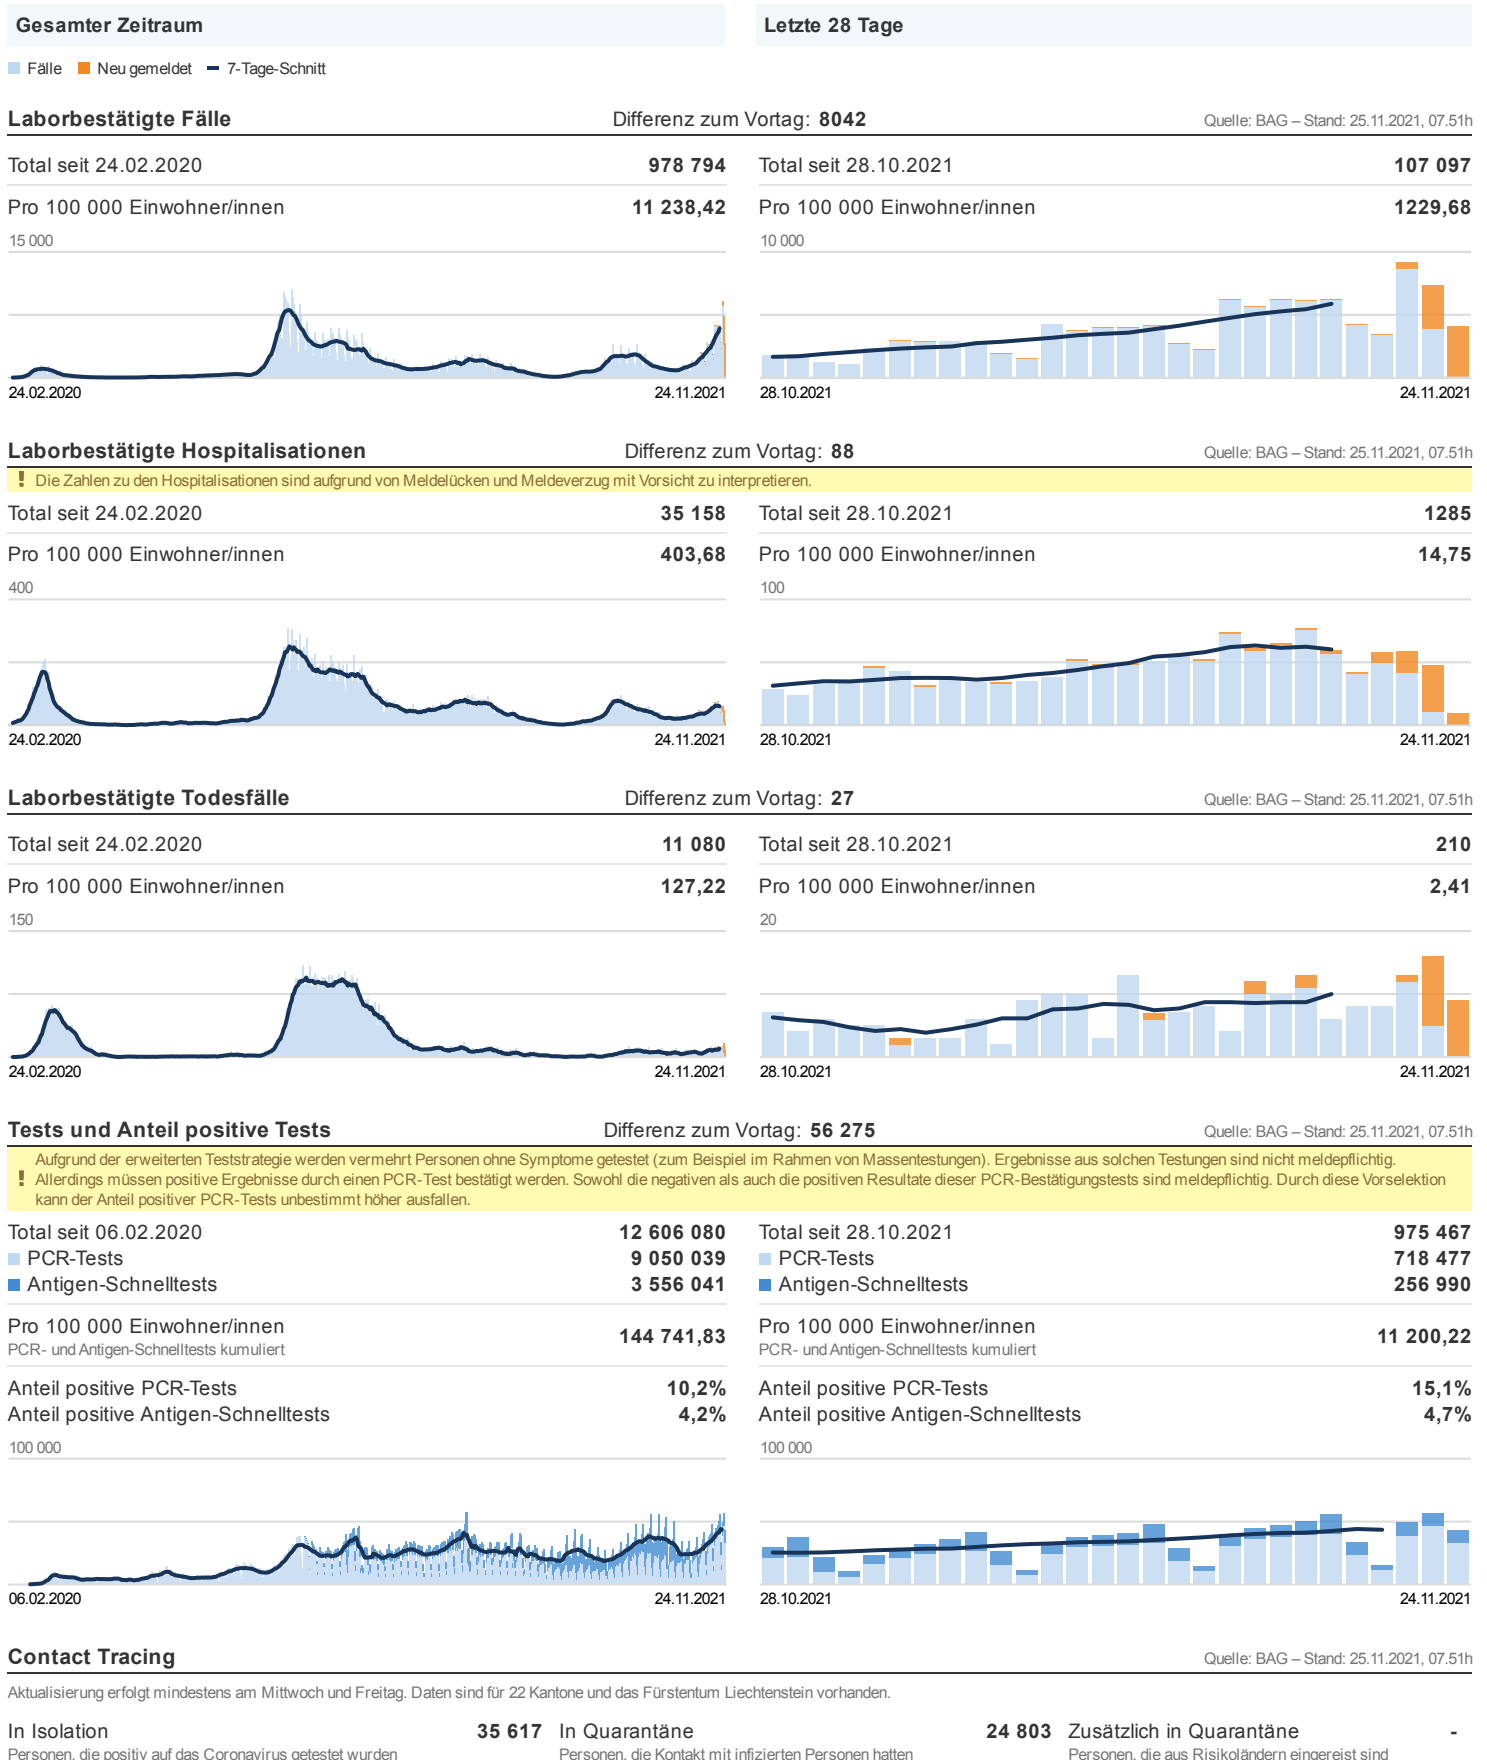 Gesamter Zeitraum
Letzte 28 Tage
Fälle Neu gemeldet 7-Tage-Schnitt
Laborbestätigte Fälle Differenz zum Vortag: 8042 Quelle: BAG – Stand: 25.11.2021, 07.51h
Total seit 24.02.2020 978 794 Total seit 28.10.2021 107 097
Pro 100 000 Einwohner/innen 11 238,42 Pro 100 000 Einwohner/innen 1229,68
15 000 10 000
24.02.2020 24.11.2021 28.10.2021 24.11.2021
Laborbestätigte Hospitalisationen Differenz zum Vortag: 88 Quelle: BAG – Stand: 25.11.2021, 07.51h
! Die Zahlen zu den Hospitalisationen sind aufgrund von Meldelücken und Meldeverzug mit Vorsicht zu interpretieren.
Total seit 24.02.2020 35 158 Total seit 28.10.2021 1285
Pro 100 000 Einwohner/innen 403,68 Pro 100 000 Einwohner/innen 14,75
400 100
24.02.2020 24.11.2021 28.10.2021 24.11.2021
Laborbestätigte Todesfälle Differenz zum Vortag: 27 Quelle: BAG – Stand: 25.11.2021, 07.51h
Total seit 24.02.2020 11 080 Total seit 28.10.2021 210
Pro 100 000 Einwohner/innen 127,22 Pro 100 000 Einwohner/innen 2,41
150 20
24.02.2020 24.11.2021 28.10.2021 24.11.2021
Tests und Anteil positive Tests Differenz zum Vortag: 56 275 Quelle: BAG – Stand: 25.11.2021, 07.51h
Aufgrund der erweiterten Teststrategie werden vermehrt Personen ohne Symptome getestet (zum Beispiel im Rahmen von Massentestungen). Ergebnisse aus solchen Testungen sind nicht meldepflichtig.
! Allerdings müssen positive Ergebnisse durch einen PCR-Test bestätigt werden. Sowohl die negativen als auch die positiven Resultate dieser PCR-Bestätigungstests sind meldepflichtig. Durch diese Vorselektion
kann der Anteil positiver PCR-Tests unbestimmt höher ausfallen.
Total seit 06.02.2020 12 606 080 Total seit 28.10.2021 975 467
PCR-Tests 9 050 039 PCR-Tests 718 477
Antigen-Schnelltests 3 556 041 Antigen-Schnelltests 256 990
Pro 100 000 Einwohner/innen 144 741,83 Pro 100 000 Einwohner/innen 11 200,22
PCR- und Antigen-Schnelltests kumuliert PCR- und Antigen-Schnelltests kumuliert
Anteil positive PCR-Tests 10,2% Anteil positive PCR-Tests 15,1%
Anteil positive Antigen-Schnelltests 4,2% Anteil positive Antigen-Schnelltests 4,7%
100 000 100 000
06.02.2020 24.11.2021 28.10.2021 24.11.2021
Contact Tracing Quelle: BAG – Stand: 25.11.2021, 07.51h
Aktualisierung erfolgt mindestens am Mittwoch und Freitag. Daten sind für 22 Kantone und das Fürstentum Liechtenstein vorhanden.
In Isolation 35 617 In Quarantäne 24 803 Zusätzlich in Quarantäne -
Personen, die positiv auf das Coronavirus getestet wurden Personen, die Kontakt mit infizierten Personen hatten Personen, die aus Risikoländern eingereist sind